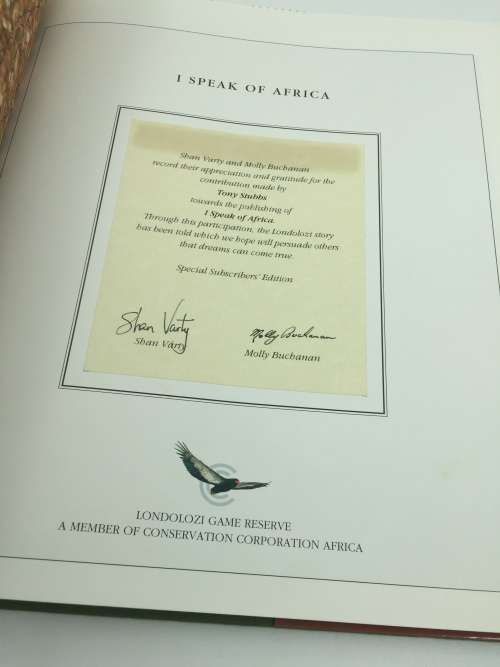 I SPEAK OF AFRICA
Shan Varty and Molly Buchanan
record their appreciation and gratitude for the
contribution made by
Tony Stubbs
towards the publishing of
I Speak of Africa.
Through this participation, the Londolozi story
has been told which we hope will persuade others
that dreams can come true.
Special Subscribers' Edition
Shan Varty
Molly Buchanan
Shan Varty
Molly Buchanan
LONDOLOZI GAME RESERVE
A MEMBER OF CONSERVATION CORPORATION AFRICA